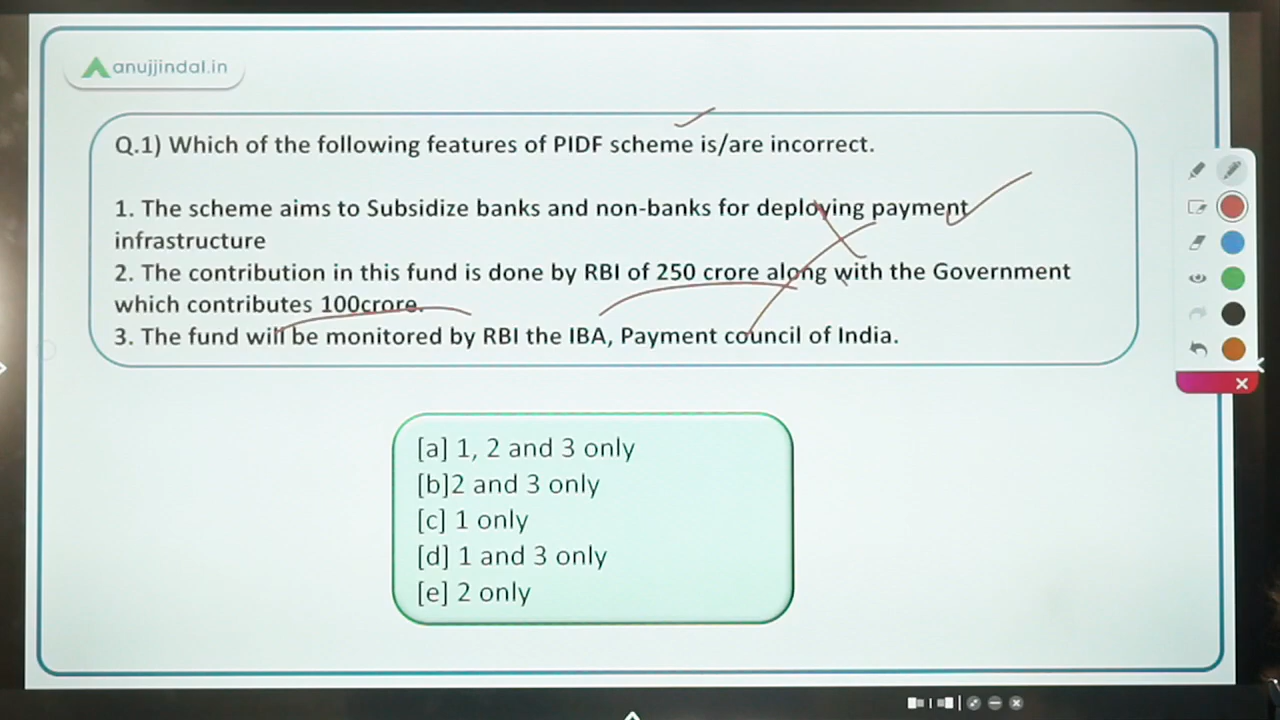 anujjindal.in
Q.1) Which of the following features of PIDF scheme is/are incorrect.
1. The scheme aims to Subsidize banks and non-banks for deploying payment
infrastructure
2. The contribution in this fund is done by RBI of 250 crore along with the Government
which contributes 100crore.
3. The fund will be monitored by RBI the IBA, Payment council of India.
[a] 1, 2 and 3 only
[b]2 and 3 only
[c] 1 only
[d] 1 and 3 only
[e] 2 only